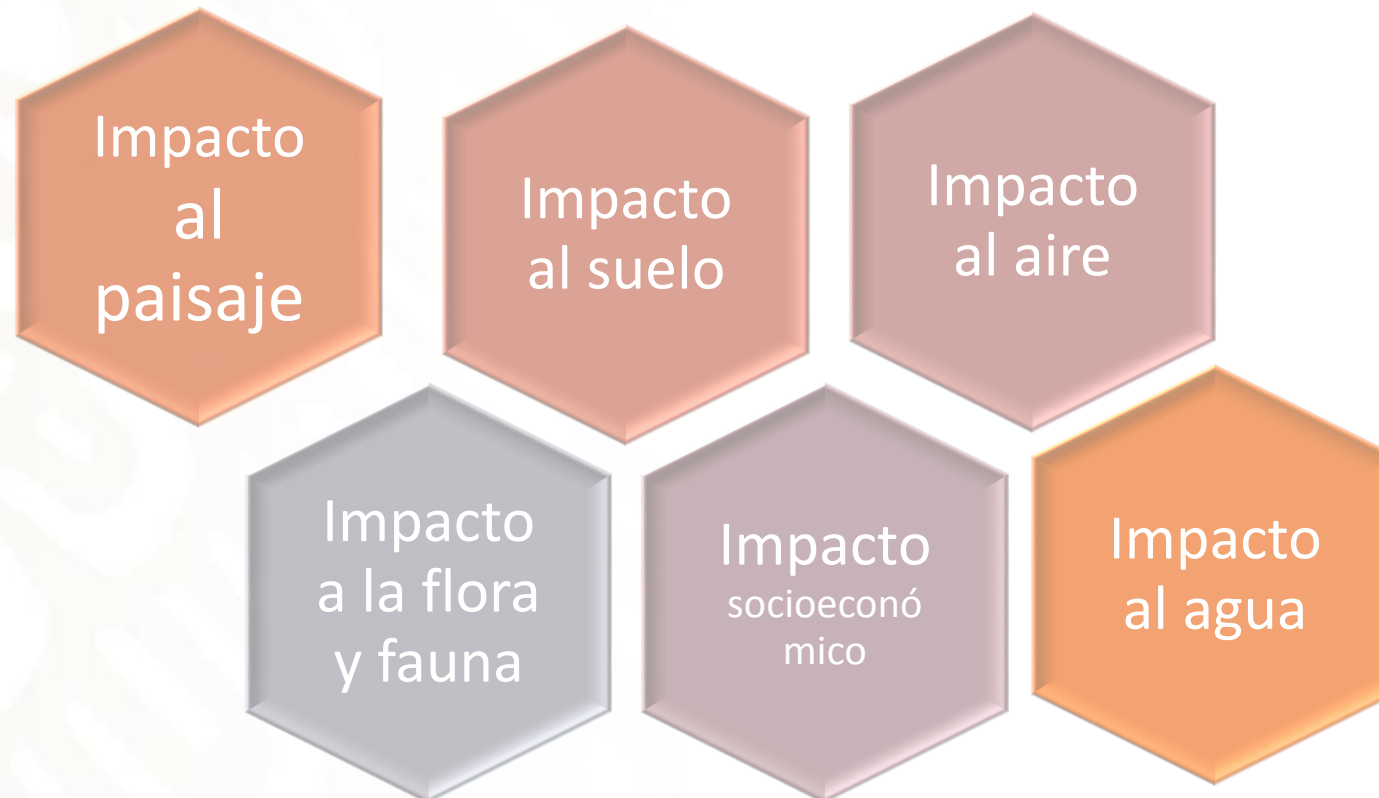 Impacto
al
paisaje
Impacto
al suelo
Impacto
al aire
Impacto
a la flora
y fauna
Impacto
socioeconó
mico
Impacto
al agua